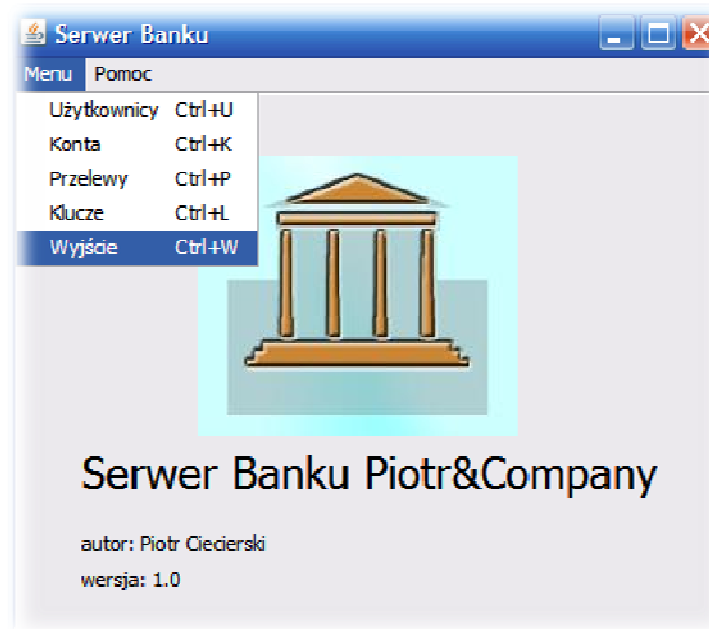 Serwer Banku
Menu Pomoc
Użytkownicy Ctrl+U
Konta Ctrl+K
Przelewy Ctrl+P
Klucze Ctrl+L
Wyjście Ctrl+W
Serwer Banku Piotr&Company
autor: Piotr Ciecierski
wersja: 1.0